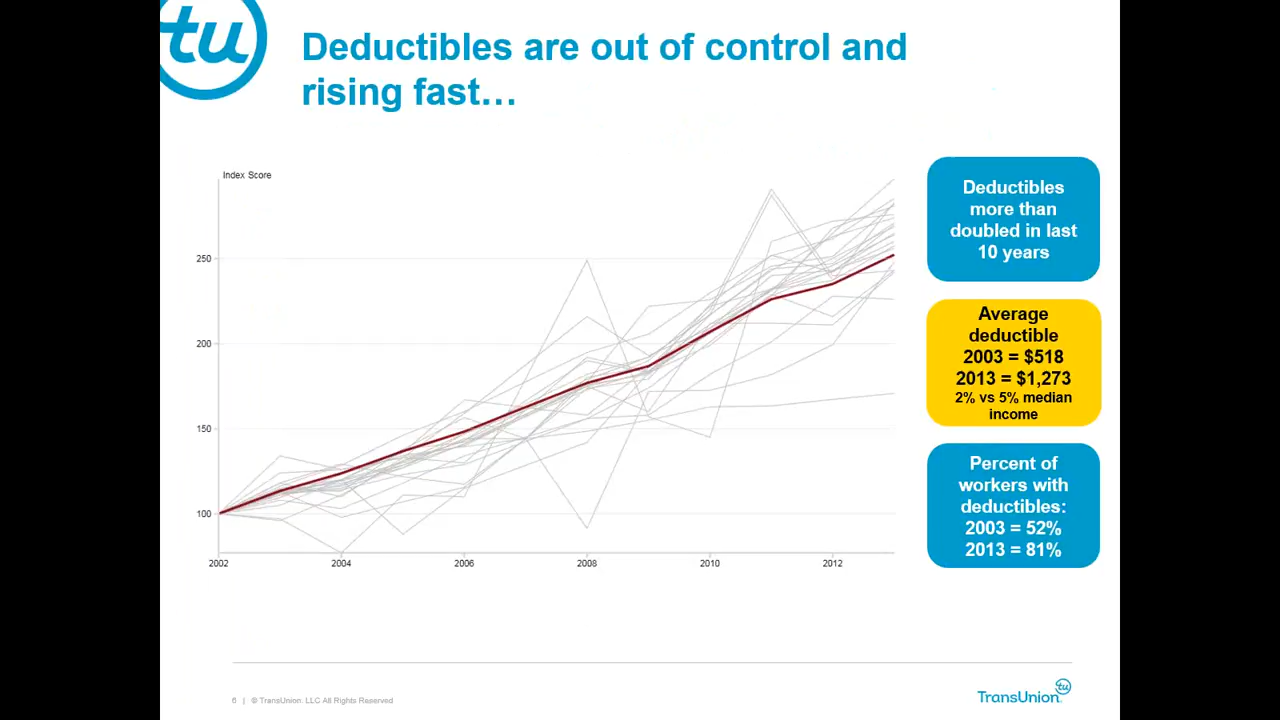 tu
Deductibles are out of control and
rising fast…
Index Score
250
200
150
100
2002
2004
2006
2008
2010
2012
Deductibles
more than
doubled in last
10 years
Average
deductible
2003 = $518
2013 = $1,273
2% vs 5% median
income
Percent of
workers with
deductibles:
2003 = 52%
2013 = 81%
6 | © TransUnion. LLC All Rights Reserved
TransUnion.
tu